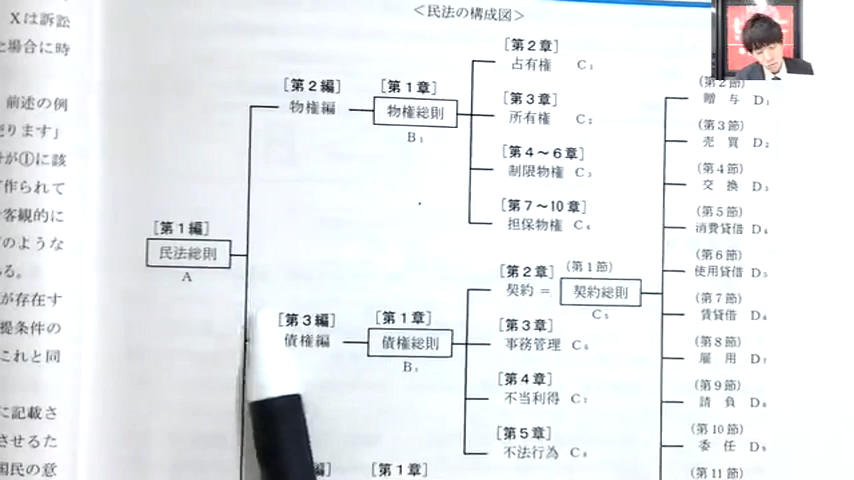 Xは訴訟
場合に時
前述の例
ります」
が①に該
作られて
客観的に
のような
る。
が存在す
提条件の
これと同
に記載さ
させるた
国民の意
<民法の構成図>
[第1編]
民法総則
A
[第2編]
物権編
[第1章]
物権総則
B₁
[第2章]
占有権 C₁
[第3章]
所有権 C₂
[第4〜6章]
制限物権 C₃
[第7〜10章]
担保物権 C₄
[第3編]
債権編
[第1章]
債権総則
[第2章]
契約 =
(第1節)
契約総則
C₅
[第3章]
事務管理 C₆
[第4章]
不当利得 C₇
[第5章]
不法行為 C₈
編]
[第1章]
(第2節)
贈与 D₁
(第3節)
売買 D₂
(第4節)
交換 D₃
(第5節)
消費貸借 D₄
(第6節)
使用貸借 D₅
(第7節)
賃貸借 D₆
(第8節)
雇用 D₇
(第9節)
請負 D₈
(第10節)
委任 D₉
(第11節)